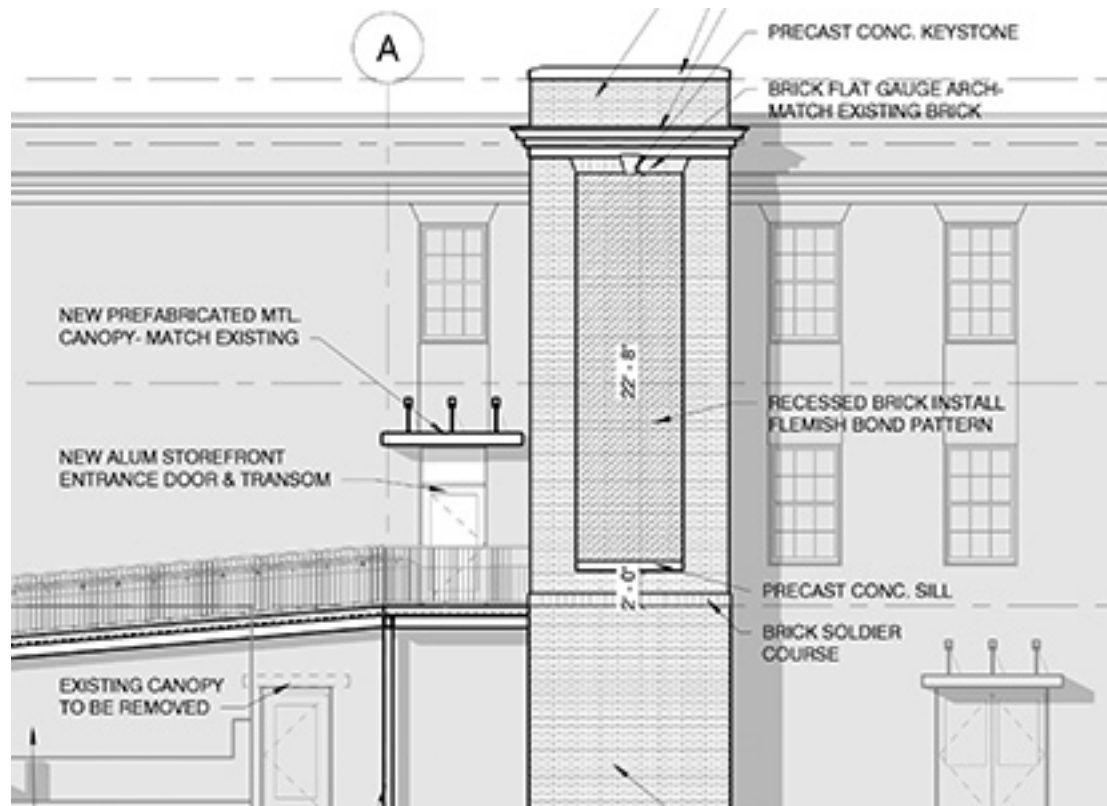 A
PRECAST CONC. KEYSTONE
BRICK FLAT GAUGE ARCH-
MATCH EXISTING BRICK
NEW PREFABRICATED MTL.
CANOPY- MATCH EXISTING
22' - 8"
RECESSED BRICK INSTALL
FLEMISH BOND PATTERN
NEW ALUM STOREFRONT
ENTRANCE DOOR & TRANSOM
2' - 0"
PRECAST CONC. SILL
BRICK SOLDIER
COURSE
EXISTING CANOPY
TO BE REMOVED